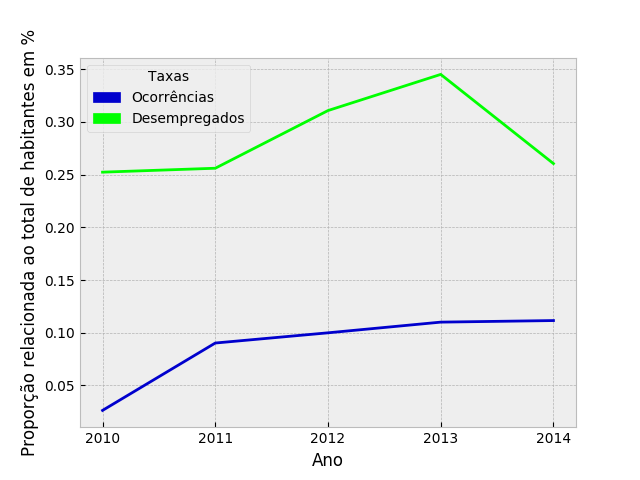 Proporção relacionada ao total de habitantes em %
0.35
0.30
0.25
0.20
0.15
0.10
0.05
Taxas
Ocorrências
Desempregados
2010 2011 2012 2013 2014
Ano